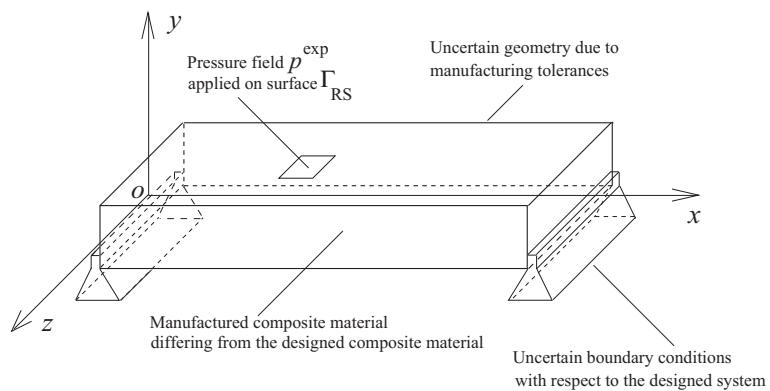 y
Pressure field p^exp
applied on surface Γ_RS
Uncertain geometry due to
manufacturing tolerances
o
x
z
Manufactured composite material
differing from the designed composite material
Uncertain boundary conditions
with respect to the designed system